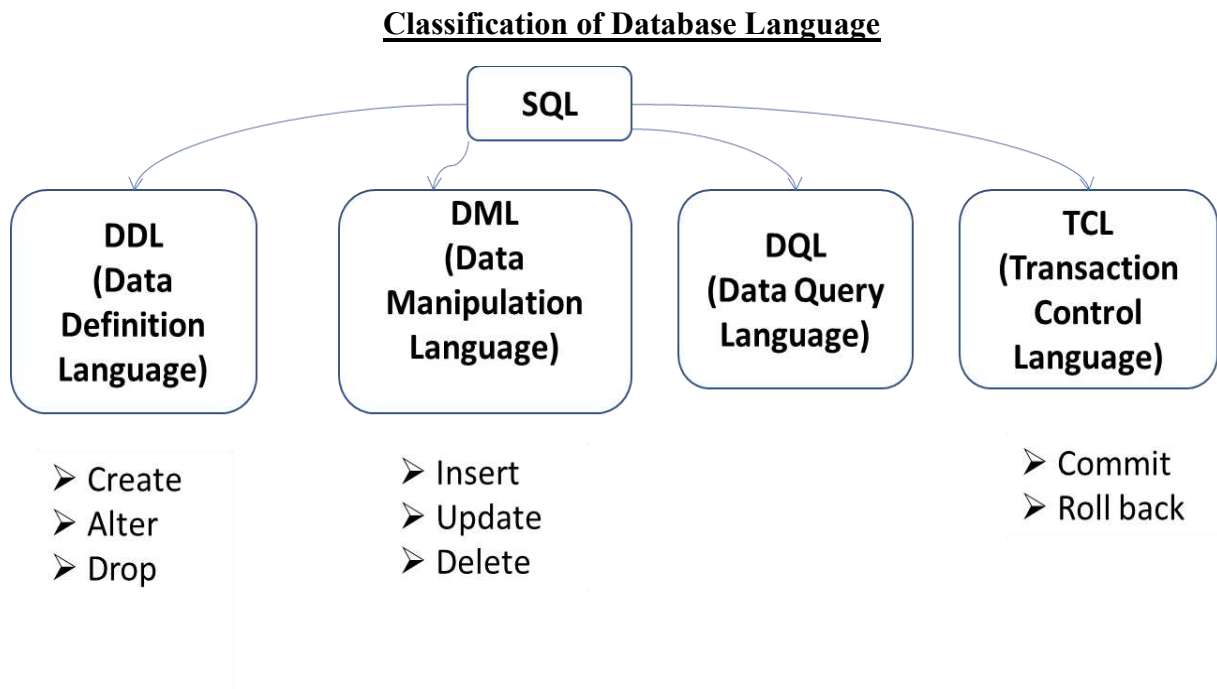 Classification of Database Language
SQL
DDL
(Data
Definition
Language)
DML
(Data
Manipulation
Language)
DQL
(Data Query
Language)
TCL
(Transaction
Control
Language)
➢ Create
➢ Alter
➢ Drop
➢ Insert
➢ Update
➢ Delete
➢ Commit
➢ Roll back